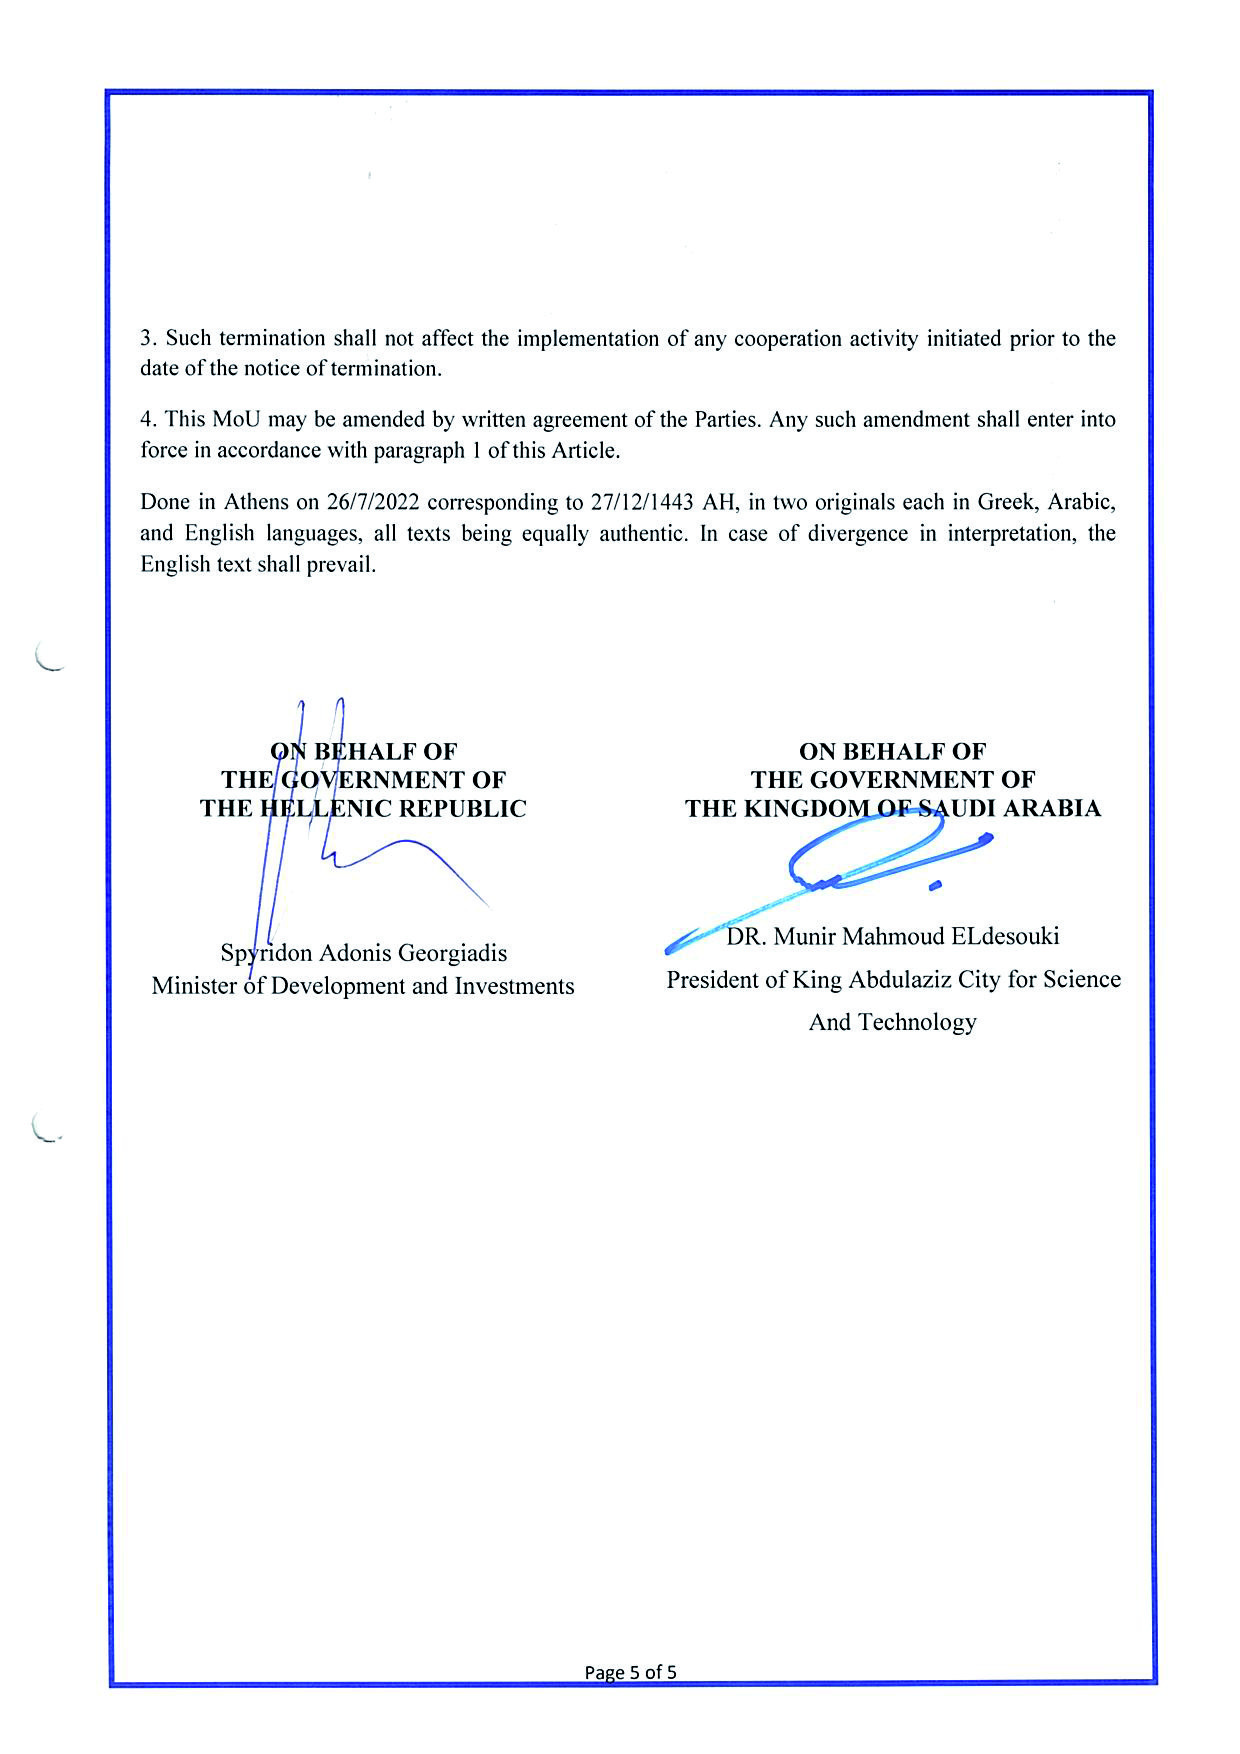 3. Such termination shall not affect the implementation of any cooperation activity initiated prior to the
date of the notice of termination.
4. This MoU may be amended by written agreement of the Parties. Any such amendment shall enter into
force in accordance with paragraph 1 of this Article.
Done in Athens on 26/7/2022 corresponding to 27/12/1443 AH, in two originals each in Greek, Arabic,
and English languages, all texts being equally authentic. In case of divergence in interpretation, the
English text shall prevail.
ON BEHALF OF
THE GOVERNMENT OF
THE HELLENIC REPUBLIC
Spyridon Adonis Georgiadis
Minister of Development and Investments
ON BEHALF OF
THE GOVERNMENT OF
THE KINGDOM OF SAUDI ARABIA
DR. Munir Mahmoud ELdesouki
President of King Abdulaziz City for Science
And Technology
Page 5 of 5